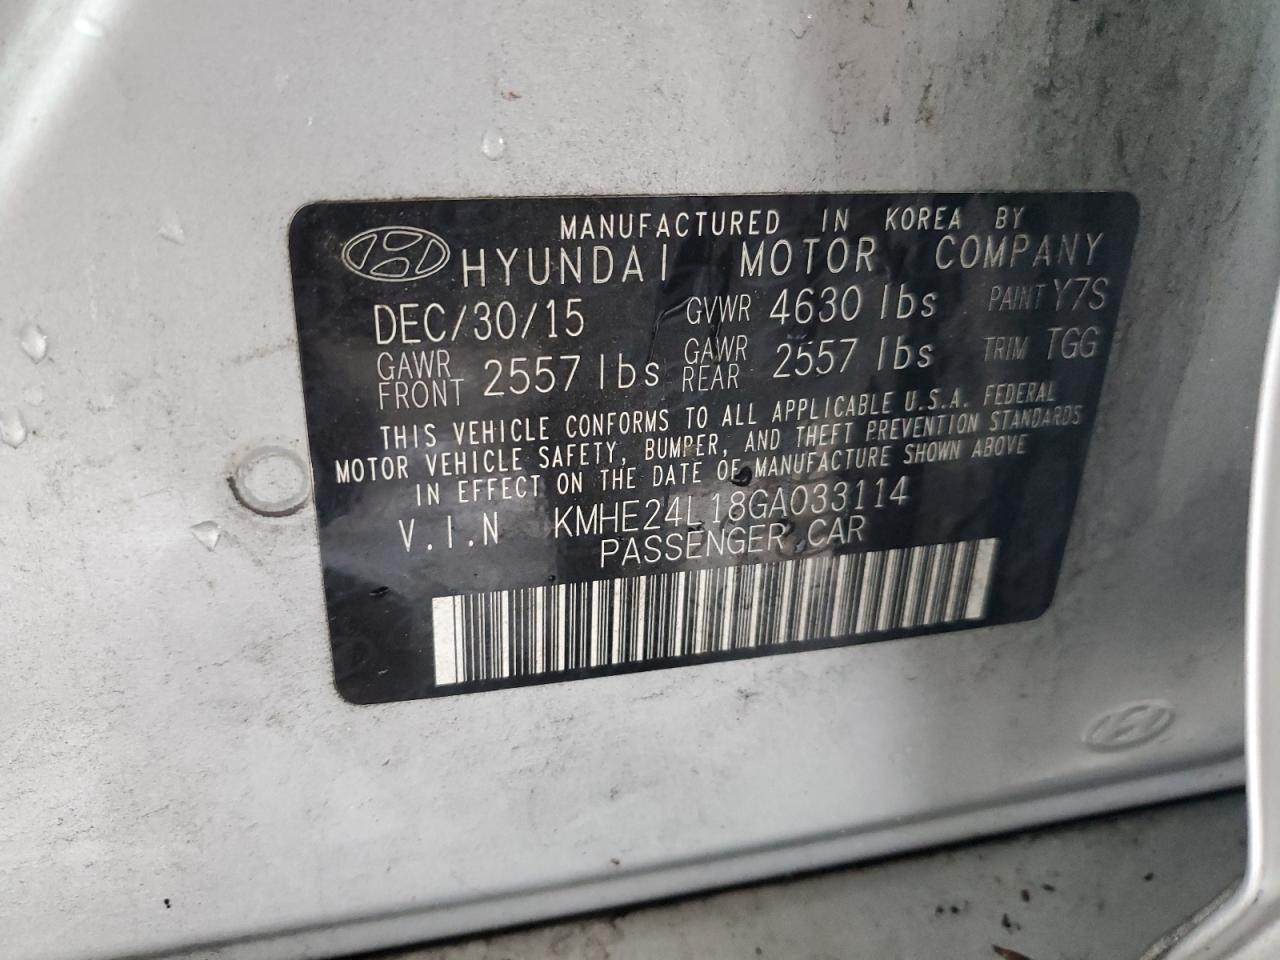 MANUFACTURED IN KOREA BY
HYUNDAI MOTOR COMPANY
DEC/30/15 GVWR 4630 lbs PAINT Y7S
GAWR FRONT 2557 lbs GAWR REAR 2557 lbs TRIM TGG
THIS VEHICLE CONFORMS TO ALL APPLICABLE U.S.A. FEDERAL
MOTOR VEHICLE SAFETY, BUMPER, AND THEFT PREVENTION STANDARDS
IN EFFECT ON THE DATE OF MANUFACTURE SHOWN ABOVE
V.I.N KMHE24L18GA033114
PASSENGER CAR